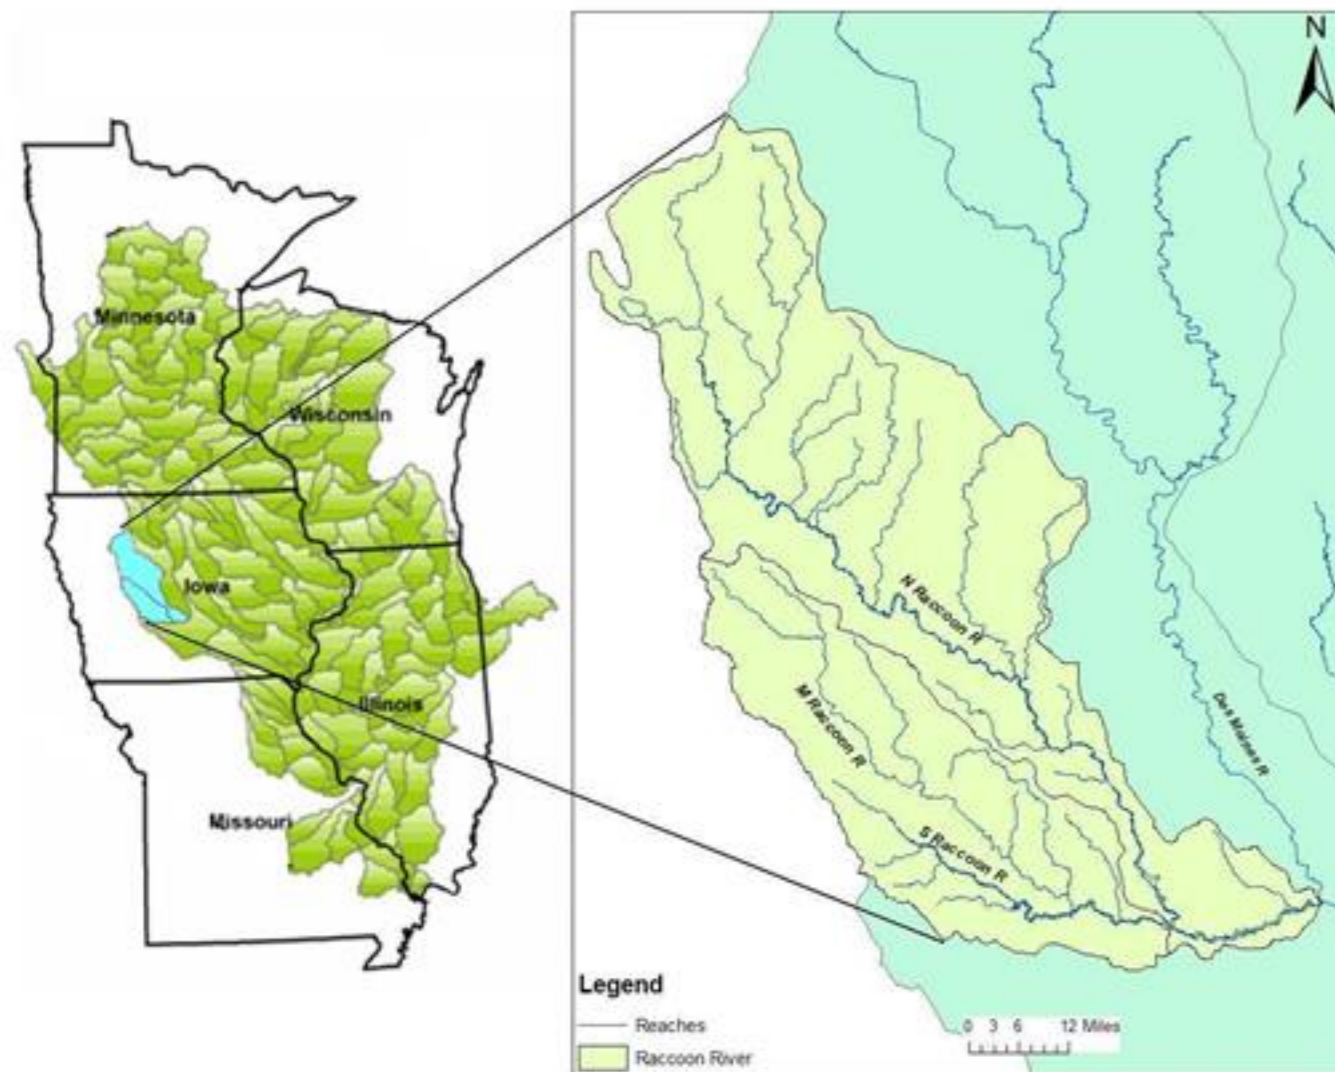 Minnesota
Wisconsin
Iowa
Illinois
Missouri
N
N Raccoon R
M Raccoon R
S Raccoon R
Des Moines R
Legend
Reaches
Raccoon River
0 3 6 12 Miles